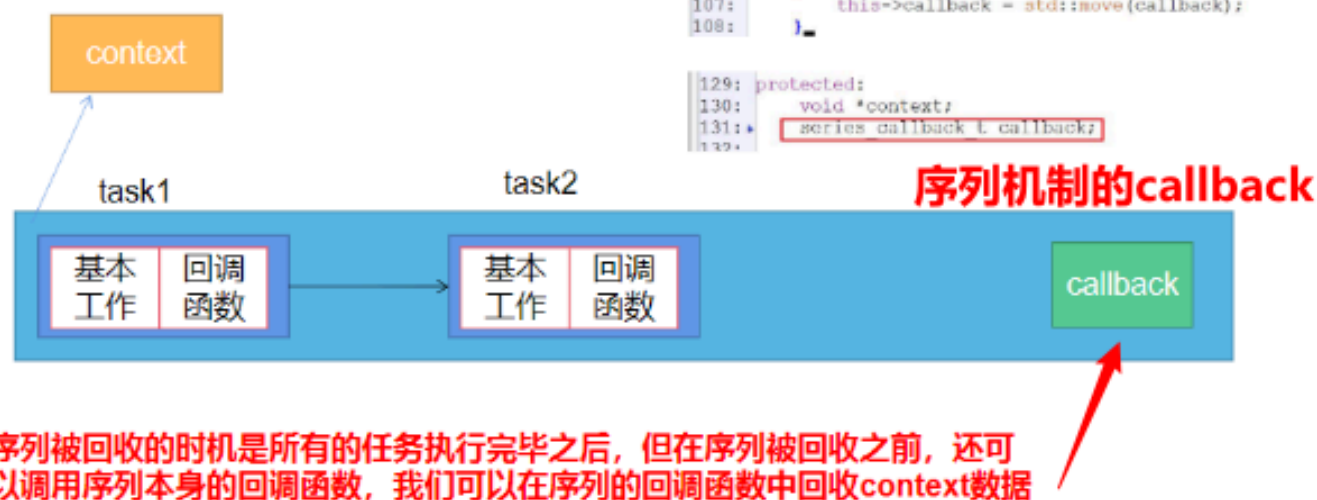 107: this->callback = std::move(callback);
108: }
context
129: protected:
130: void *context;
131: series_callback_t callback;
132:
序列机制的callback
task1
task2
基本
工作
回调
函数
基本
工作
回调
函数
callback
序列被回收的时机是所有的任务执行完毕之后，但在序列被回收之前，还可
以调用序列本身的回调函数，我们可以在序列的回调函数中回收context数据